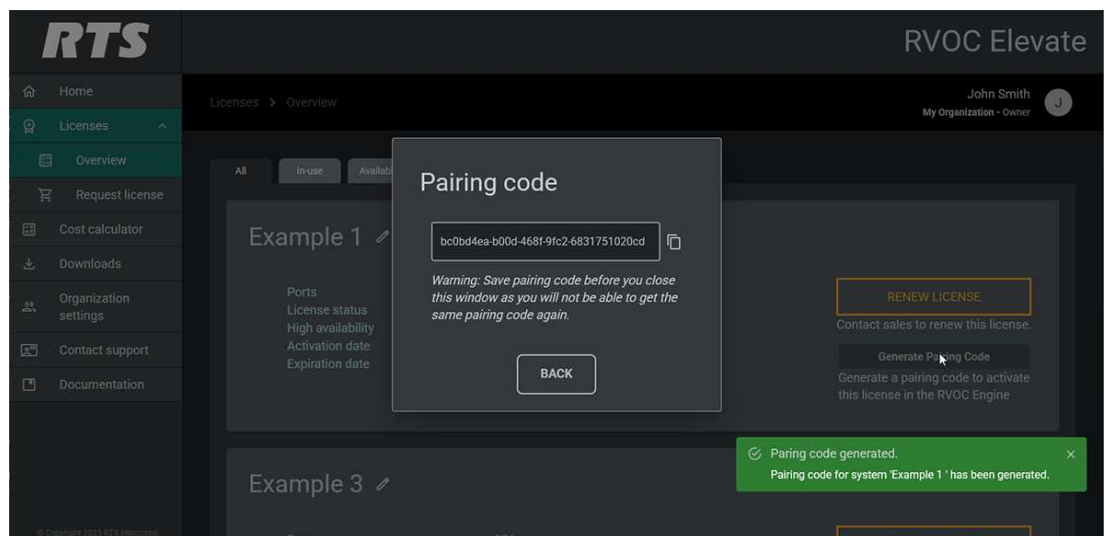 RTS
RVOC Elevate
Home
Licenses > Overview
John Smith
My Organization - Owner
J
Licenses
Overview
Request license
Cost calculator
Downloads
Organization
settings
Contact support
Documentation
All
In-use
Availab
Pairing code
bc0bd4ea-b00d-468f-9fc2-6831751020cd
Warning: Save pairing code before you close
this window as you will not be able to get the
same pairing code again.
BACK
Example 1
Ports
License status
High availability
Activation date
Expiration date
RENEW LICENSE
Contact sales to renew this license.
Generate Pairing Code
Generate a pairing code to activate
this license in the RVOC Engine
Paring code generated.
Pairing code for system 'Example 1 ' has been generated.
Example 3
© Copyright 2025 RTS Intercoms